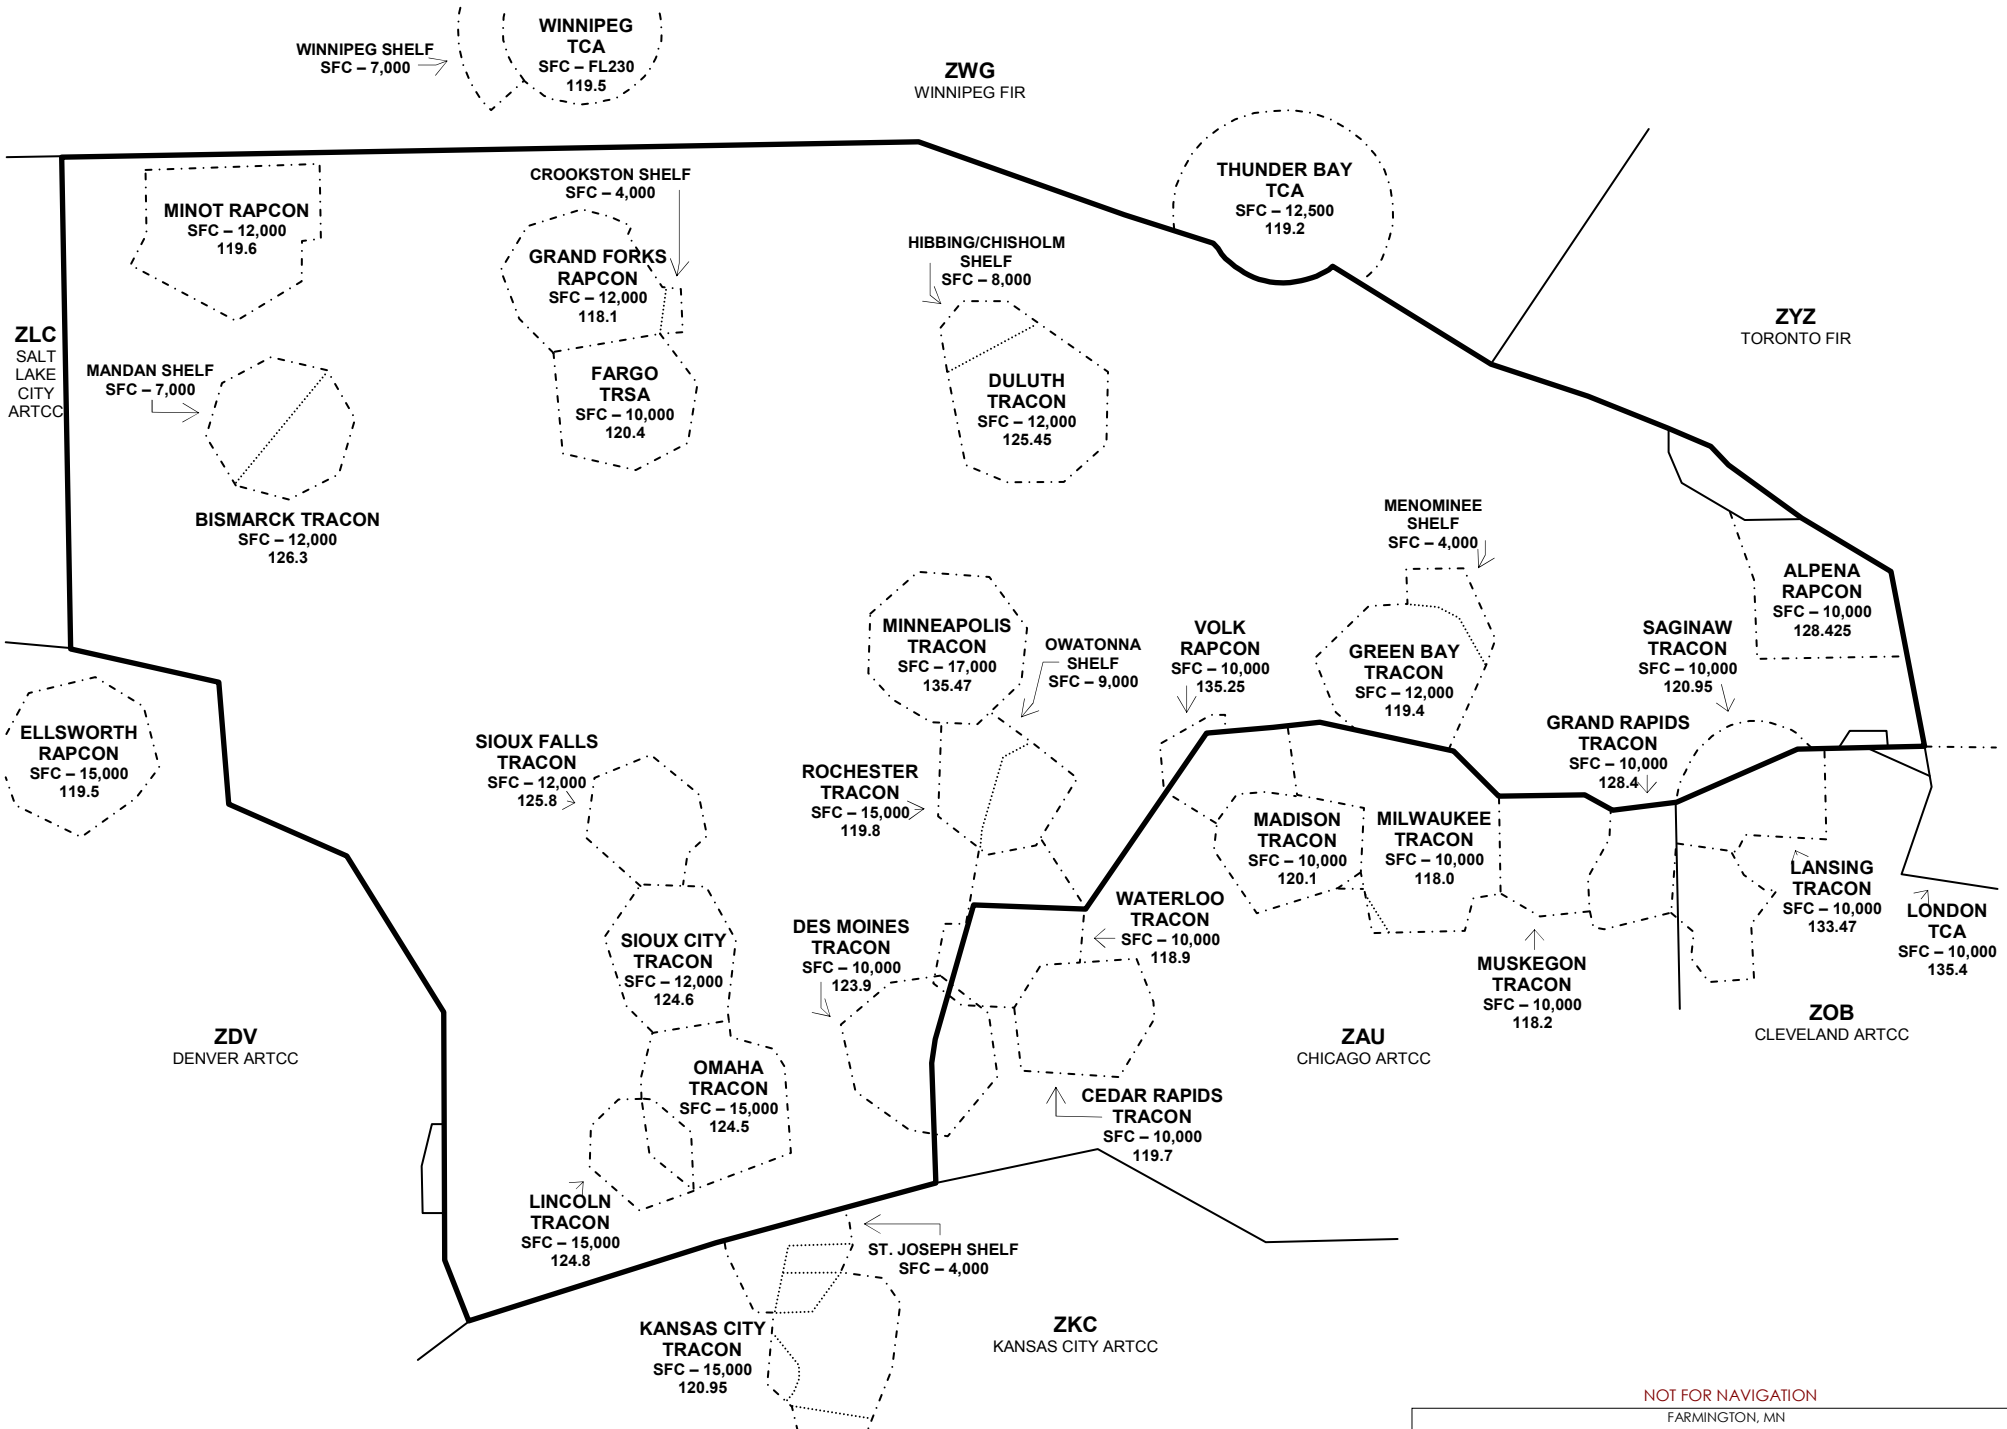 WINNIPEG SHELF
SFC – 7,000
WINNIPEG
TCA
SFC – FL230
119.5
ZWG
WINNIPEG FIR
THUNDER BAY
TCA
SFC – 12,500
119.2
MINOT RAPCON
SFC – 12,000
119.6
CROOKSTON SHELF
SFC – 4,000
GRAND FORKS
RAPCON
SFC – 12,000
118.1
HIBBING/CHISHOLM
SHELF
SFC – 8,000
ZYZ
TORONTO FIR
ZLC
SALT
LAKE
CITY
ARTCC
MANDAN SHELF
SFC – 7,000
FARGO
TRSA
SFC – 10,000
120.4
DULUTH
TRACON
SFC – 12,000
125.45
BISMARCK TRACON
SFC – 12,000
126.3
MENOMINEE
SHELF
SFC – 4,000
ALPENA
RAPCON
SFC – 10,000
128.425
MINNEAPOLIS
TRACON
SFC – 17,000
135.47
OWATONNA
SHELF
SFC – 9,000
VOLK
RAPCON
SFC – 10,000
135.25
GREEN BAY
TRACON
SFC – 12,000
119.4
SAGINAW
TRACON
SFC – 10,000
120.95
ELLSWORTH
RAPCON
SFC – 15,000
119.5
SIOUX FALLS
TRACON
SFC – 12,000
125.8
ROCHESTER
TRACON
SFC – 15,000
119.8
GRAND RAPIDS
TRACON
SFC – 10,000
128.4
MADISON
TRACON
SFC – 10,000
120.1
MILWAUKEE
TRACON
SFC – 10,000
118.0
LANSING
TRACON
SFC – 10,000
133.47
LONDON
TCA
SFC – 10,000
135.4
SIOUX CITY
TRACON
SFC – 12,000
124.6
DES MOINES
TRACON
SFC – 10,000
123.9
WATERLOO
TRACON
SFC – 10,000
118.9
MUSKEGON
TRACON
SFC – 10,000
118.2
ZDV
DENVER ARTCC
ZAU
CHICAGO ARTCC
ZOB
CLEVELAND ARTCC
OMAHA
TRACON
SFC – 15,000
124.5
CEDAR RAPIDS
TRACON
SFC – 10,000
119.7
LINCOLN
TRACON
SFC – 15,000
124.8
ST. JOSEPH SHELF
SFC – 4,000
KANSAS CITY
TRACON
SFC – 15,000
120.95
ZKC
KANSAS CITY ARTCC
NOT FOR NAVIGATION
FARMINGTON, MN